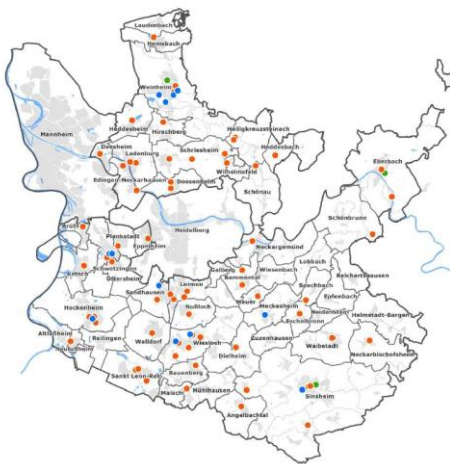 Laudenbach
Hemsbach
Weinheim
Mannheim
Heddesheim
Hirschberg
Heiligkreuzsteinach
Ilvesheim
Ladenburg
Schriesheim
Heddesbach
Wilhelmsfeld
Eberbach
Edingen-Neckarhausen
Dossenheim
Schönau
Schönbrunn
Heidelberg
Brühl
Plankstadt
Eppelheim
Neckargemünd
Schwetzingen
Oftersheim
Ketsch
Lobbach
Gaiberg
Wiesenbach
Bammental
Reichartshausen
Sandhausen
Leimen
Spechbach
Mauer
Epfenbach
Meckesheim
Nußloch
Neidenstein
Helmstadt-Bargen
Hockenheim
Eschelbronn
Altlußheim
Reilingen
Walldorf
Wiesloch
Zuzenhausen
Waibstadt
Neulußheim
Dielheim
Neckarbischofsheim
Sankt Leon-Rot
Rauenberg
Malsch
Mühlhausen
Sinsheim
Angelbachtal